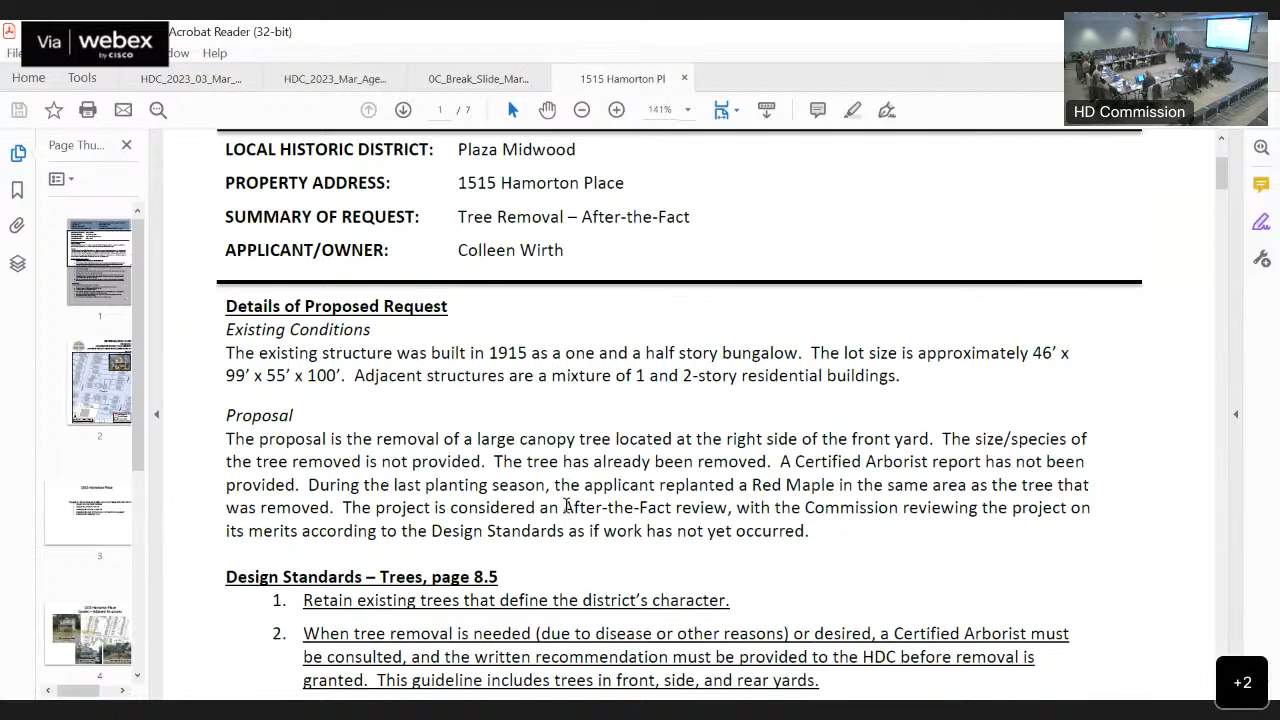 Via webex
by CISCO
Acrobat Reader (32-bit)
Help
Home Tools HDC_2023_03_Mar_... HDC_2023_Mar_Age... 0C_Break_Slide_Mar... 1515 Hamorton Pl
1 / 7 141%
HD Commission
Page Thu...
1
2
3
4
LOCAL HISTORIC DISTRICT: Plaza Midwood
PROPERTY ADDRESS: 1515 Hamorton Place
SUMMARY OF REQUEST: Tree Removal – After-the-Fact
APPLICANT/OWNER: Colleen Wirth
Details of Proposed Request
Existing Conditions
The existing structure was built in 1915 as a one and a half story bungalow. The lot size is approximately 46’ x
99’ x 55’ x 100’. Adjacent structures are a mixture of 1 and 2-story residential buildings.
Proposal
The proposal is the removal of a large canopy tree located at the right side of the front yard. The size/species of
the tree removed is not provided. The tree has already been removed. A Certified Arborist report has not been
provided. During the last planting season, the applicant replanted a Red Maple in the same area as the tree that
was removed. The project is considered an After-the-Fact review, with the Commission reviewing the project on
its merits according to the Design Standards as if work has not yet occurred.
Design Standards – Trees, page 8.5
1. Retain existing trees that define the district’s character.
2. When tree removal is needed (due to disease or other reasons) or desired, a Certified Arborist must
be consulted, and the written recommendation must be provided to the HDC before removal is
granted. This guideline includes trees in front, side, and rear yards.
+2